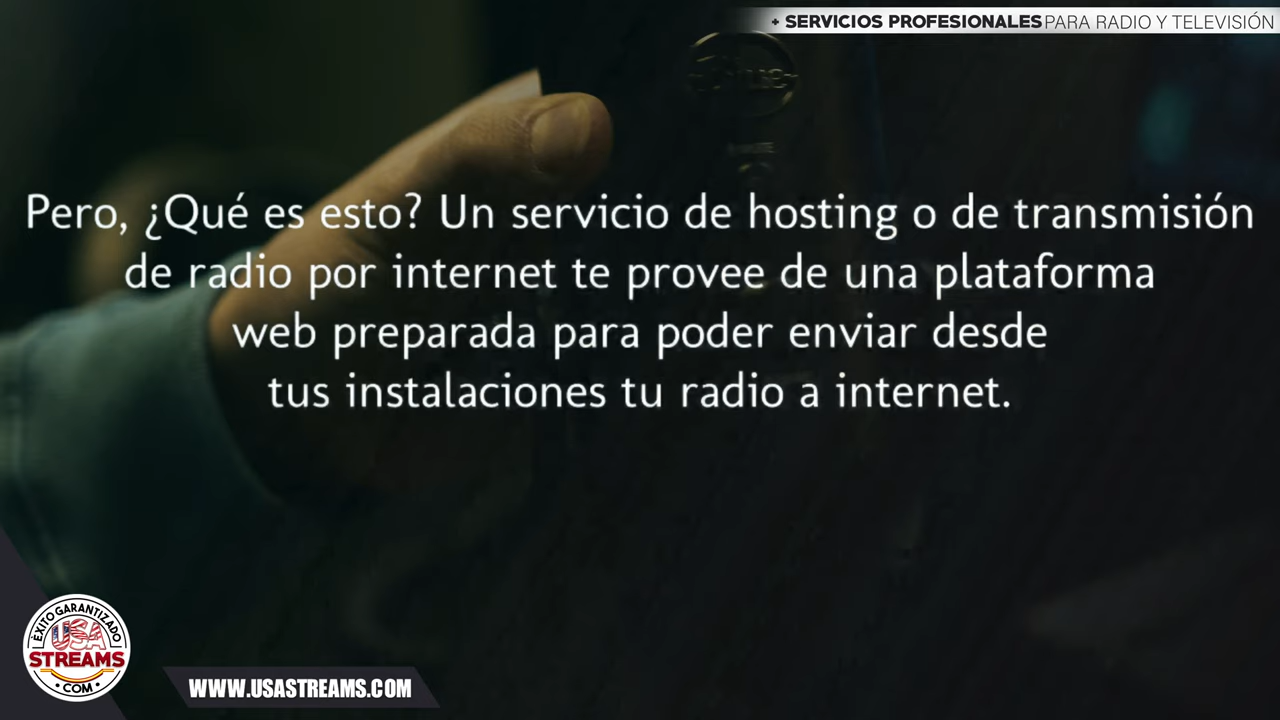 + SERVICIOS PROFESIONALES PARA RADIO Y TELEVISIÓN
Pero, ¿Qué es esto? Un servicio de hosting o de transmisión
de radio por internet te provee de una plataforma
web preparada para poder enviar desde
tus instalaciones tu radio a internet.
ÉXITO GARANTIZADO
USA
STREAMS
• COM •
WWW.USASTREAMS.COM